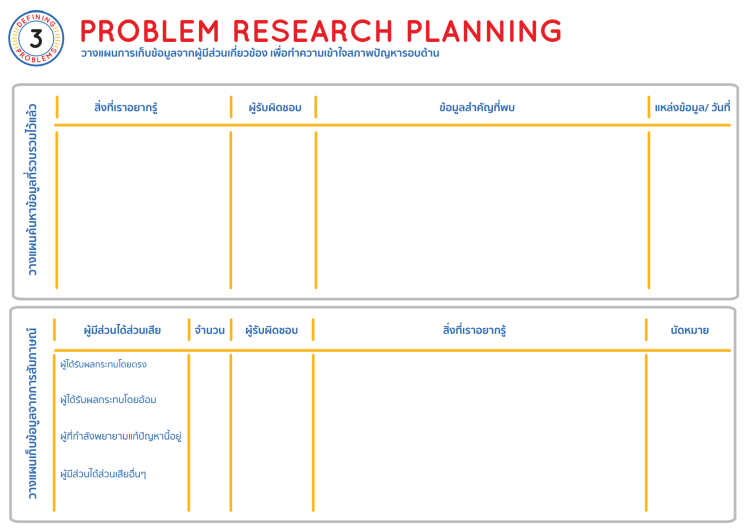 DEFINING
3
PROBLEMS
PROBLEM RESEARCH PLANNING
วางแผนการเก็บข้อมูลจากผู้มีส่วนเกี่ยวข้อง เพื่อทำความเข้าใจสภาพปัญหารอบด้าน
วางแผนค้นหาข้อมูลที่มีการรวบรวมไว้แล้ว
สิ่งที่เราอยากรู้
ผู้รับผิดชอบ
ข้อมูลสำคัญที่พบ
แหล่งข้อมูล/ วันที่
วางแผนเก็บข้อมูลจากการสัมภาษณ์
ผู้มีส่วนได้ส่วนเสีย
จำนวน
ผู้รับผิดชอบ
สิ่งที่เราอยากรู้
นัดหมาย
ผู้ได้รับผลกระทบโดยตรง
ผู้ได้รับผลกระทบโดยอ้อม
ผู้ที่กำลังพยายามแก้ปัญหานี้อยู่
ผู้มีส่วนได้ส่วนเสียอื่นๆ